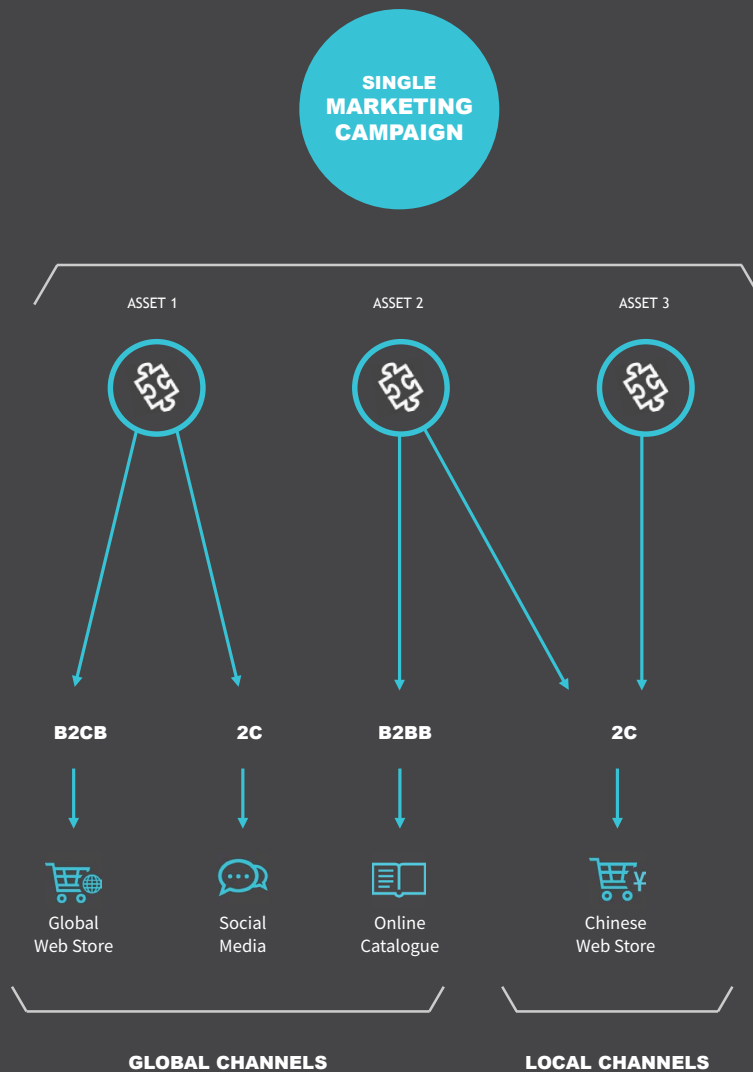 SINGLE
MARKETING
CAMPAIGN
ASSET 1
ASSET 2
ASSET 3
B2CB
2C
B2BB
2C
Global
Web Store
Social
Media
Online
Catalogue
¥
Chinese
Web Store
GLOBAL CHANNELS
LOCAL CHANNELS